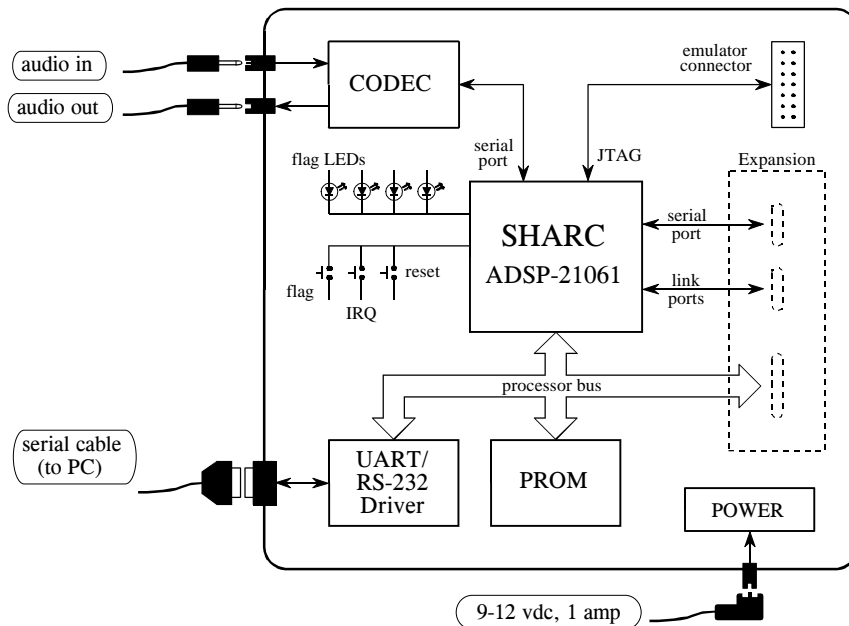 audio in
audio out
CODEC
emulator
connector
serial
port
JTAG
flag LEDs
Expansion
SHARC
ADSP-21061
serial
port
link
ports
flag
IRQ
reset
processor bus
serial cable
(to PC)
UART/
RS-232
Driver
PROM
POWER
9-12 vdc, 1 amp